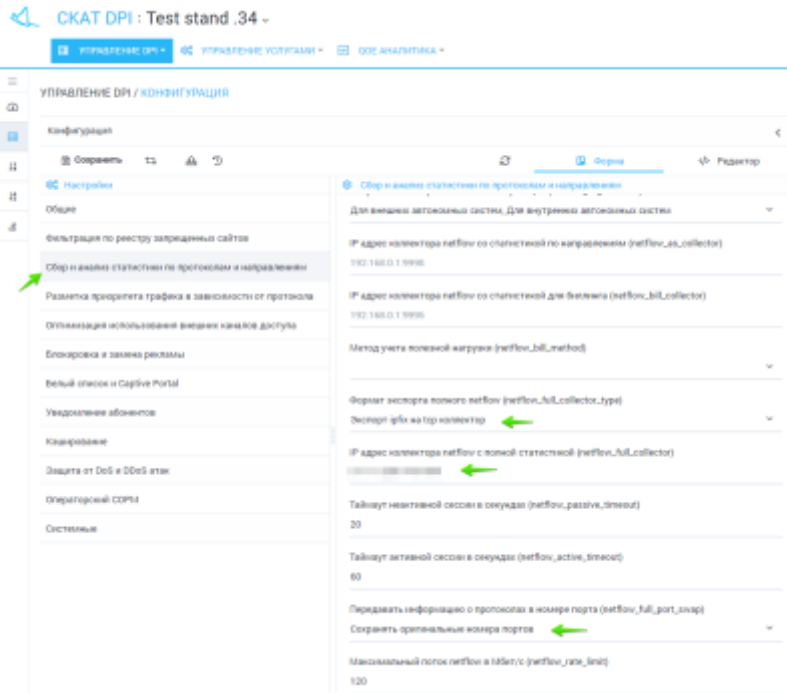 СКАТ DPI : Test stand .34
УПРАВЛЕНИЕ DPI
УПРАВЛЕНИЕ УСЛУГАМИ
QOE АНАЛИТИКА
УПРАВЛЕНИЕ DPI / КОНФИГУРАЦИЯ
Конфигурация
Сохранить
Форма
Редактор
Настройки
Общие
Фильтрация по реестру запрещенных сайтов
Сбор и анализ статистики по протоколам и направлениям
Разметка приоритета трафика в зависимости от протокола
Оптимизация использования внешних каналов доступа
Блокировка и замена рекламы
Белый список и Captive Portal
Уведомление абонентов
Кэширование
Защита от DoS и DDoS атак
Операторский СОРМ
Системные
Сбор и анализ статистики по протоколам и направлениям
Для внешних автономных систем, Для внутренних автономных систем
IP адрес коллектора netflow со статистикой по направлениям (netflow_as_collector)
192.168.0.1:9996
IP адрес коллектора netflow со статистикой для биллинга (netflow_bill_collector)
192.168.0.1:9996
Метод учета полезной нагрузки (netflow_bill_method)
Формат экспорта полного netflow (netflow_full_collector_type)
Экспорт ipfix на tcp коллектор
IP адрес коллектора netflow с полной статистикой (netflow_full_collector)
Таймаут неактивной сессии в секундах (netflow_passive_timeout)
20
Таймаут активной сессии в секундах (netflow_active_timeout)
60
Передавать информацию о протоколах в номере порта (netflow_full_port_swap)
Сохранять оригинальные номера портов
Максимальный поток netflow в Мбит/с (netflow_rate_limit)
120